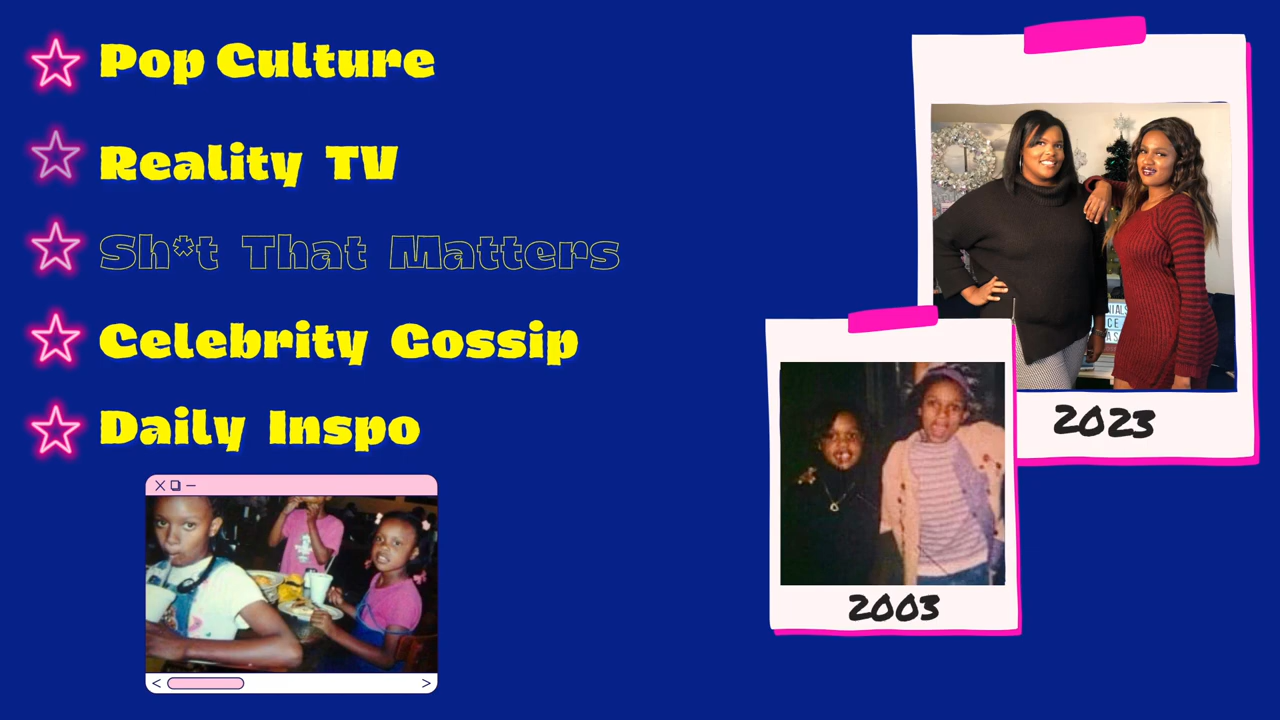 Pop Culture
Reality TV
Sh*t That Matters
Celebrity Gossip
Daily Inspo
2023
2003